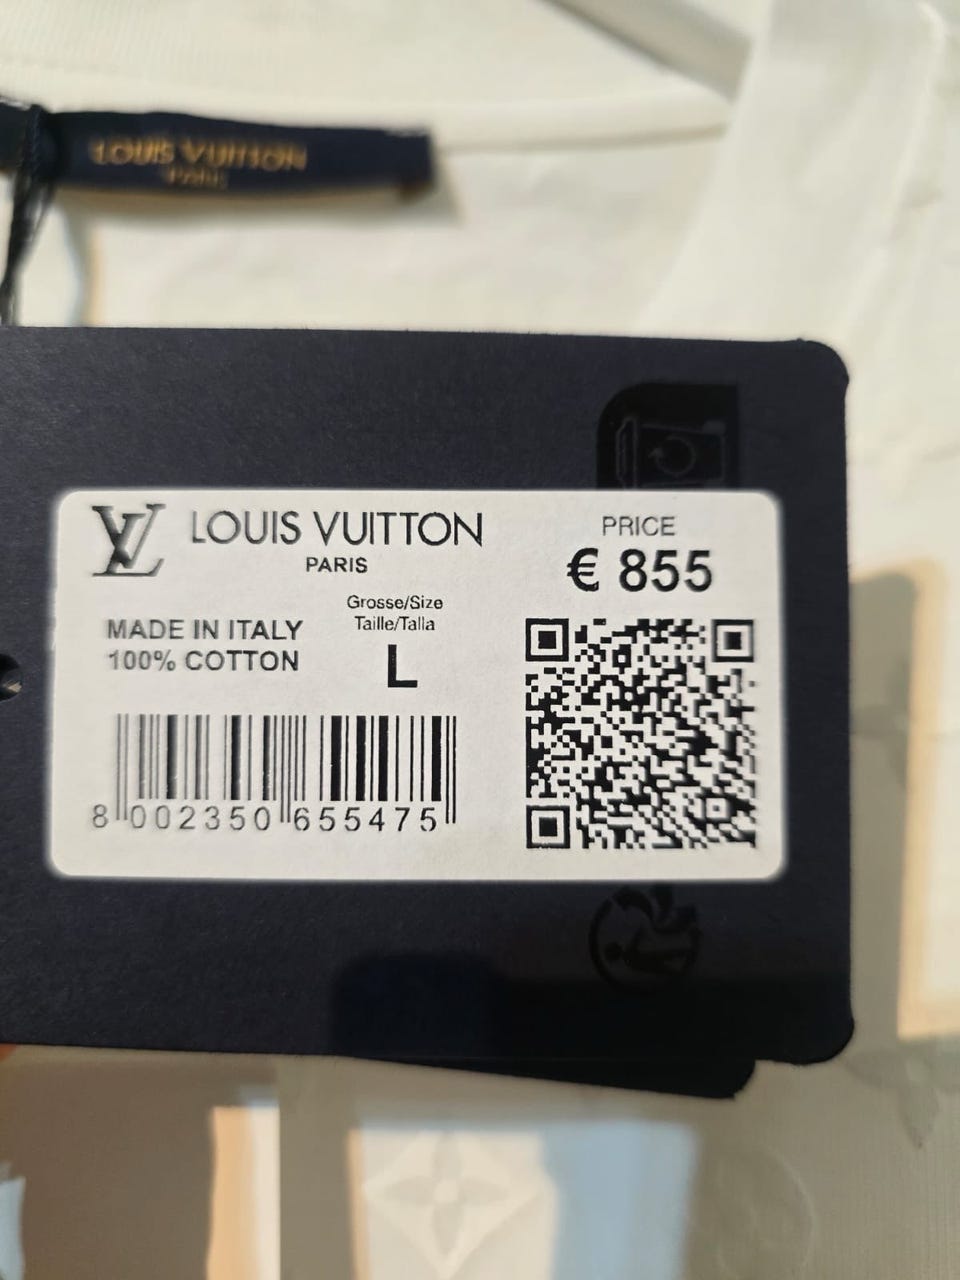 LOUIS VUITTON
PARIS
LV LOUIS VUITTON
PARIS
PRICE
€ 855
Grosse/Size
Taille/Talla
L
MADE IN ITALY
100% COTTON
8 002350 655475